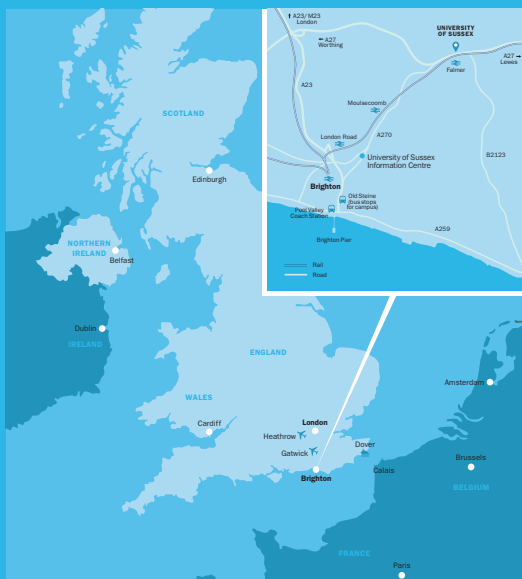 A23/ M23
London
A27
Worthing
UNIVERSITY
OF SUSSEX
A27
Lewes
Falmer
A23
Moulsecoomb
London Road
A270
University of Sussex
Information Centre
B2123
Brighton
Old Steine
(bus stops
for campus)
Pool Valley
Coach Station
A259
Brighton Pier
Rail
Road
SCOTLAND
Edinburgh
NORTHERN
IRELAND
Belfast
Dublin
IRELAND
ENGLAND
WALES
Amsterdam
Cardiff
London
Heathrow
Gatwick
Dover
Brighton
Calais
Brussels
BELGIUM
FRANCE
Paris